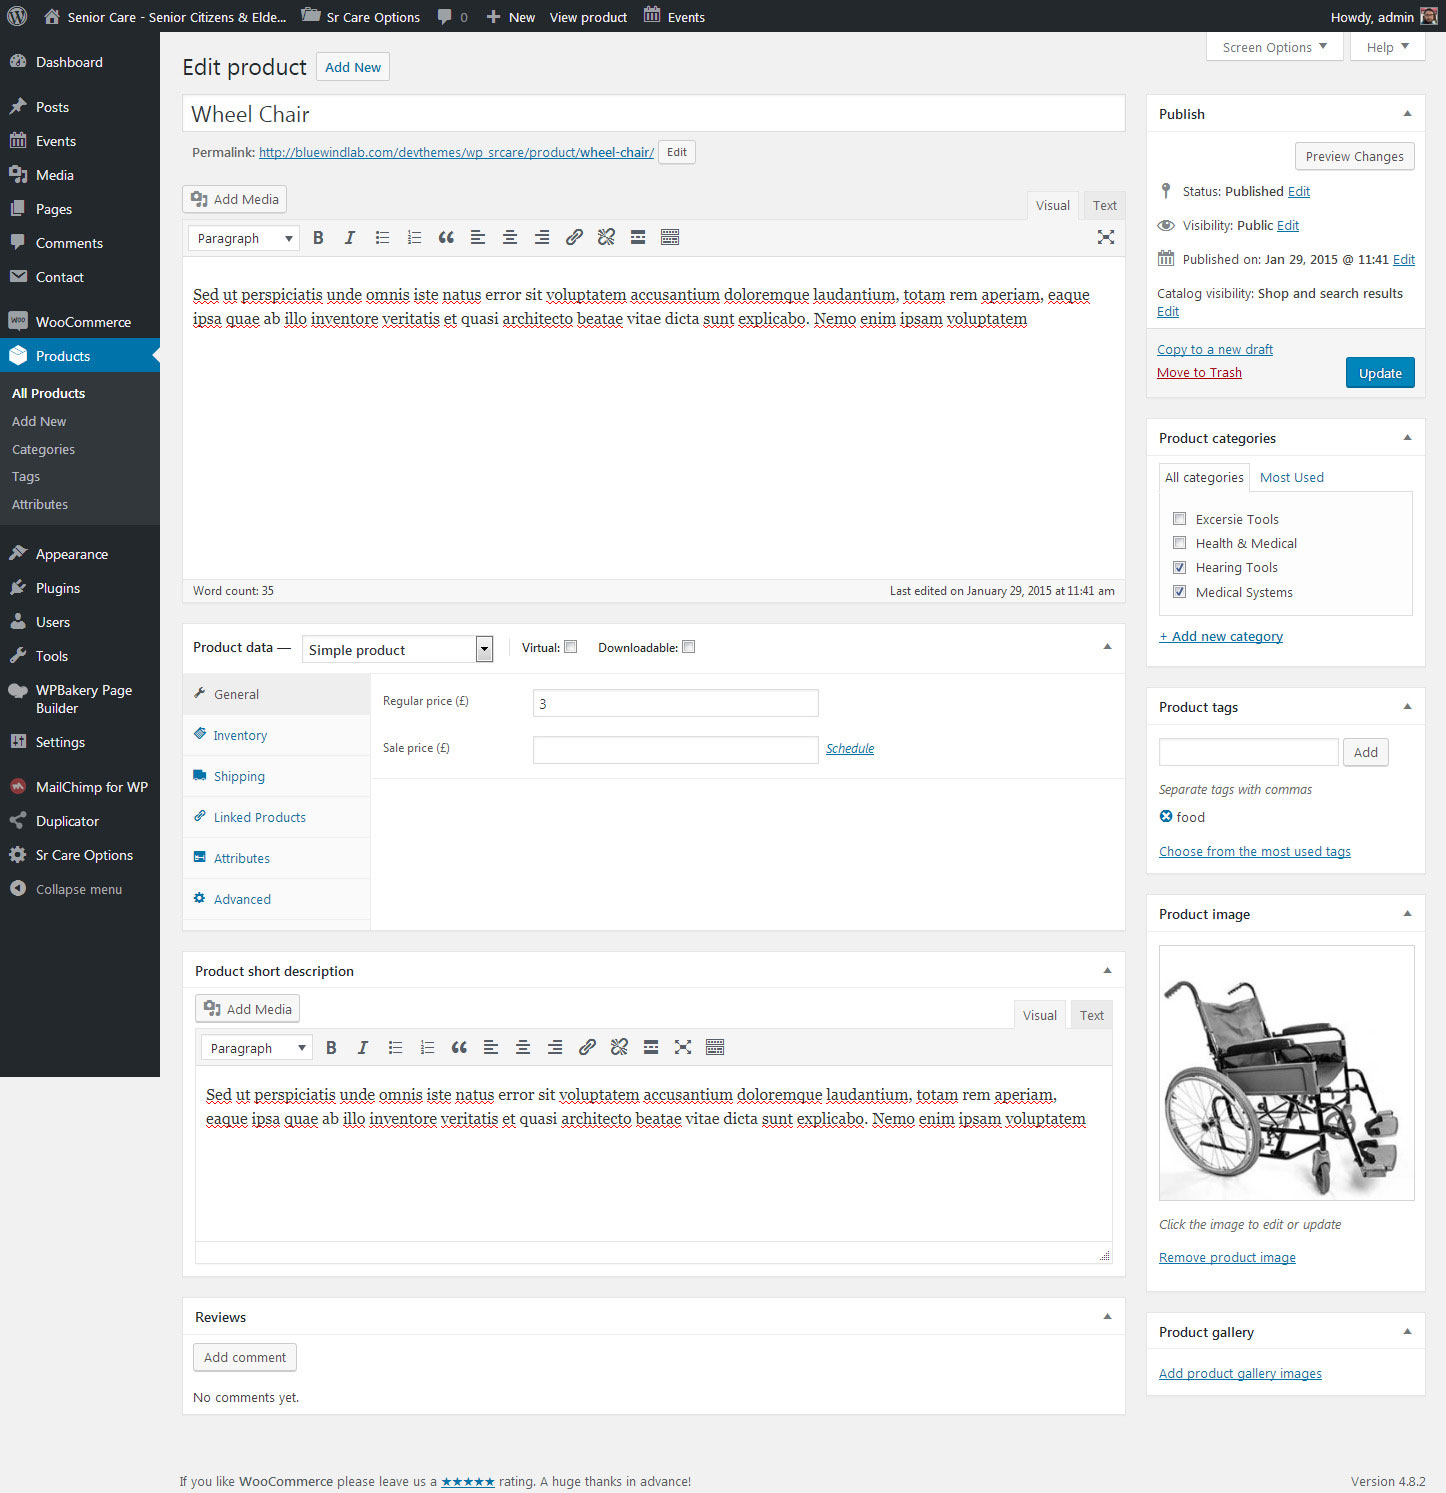 Senior Care - Senior Citizens & Elde... Sr Care Options 0 New View product Events Howdy, admin
Screen Options Help
Dashboard
Posts
Events
Media
Pages
Comments
Contact
WooCommerce
Products
All Products
Add New
Categories
Tags
Attributes
Appearance
Plugins
Users
Tools
WPBakery Page
Builder
Settings
MailChimp for WP
Duplicator
Sr Care Options
Collapse menu
Edit product Add New
Wheel Chair
Permalink: http://bluewindlab.com/devthemes/wp_srcare/product/wheel-chair/ Edit
Add Media
Visual Text
Paragraph B I
Sed ut perspiciatis unde omnis iste natus error sit voluptatem accusantium doloremque laudantium, totam rem aperiam, eaque
ipsa quae ab illo inventore veritatis et quasi architecto beatae vitae dicta sunt explicabo. Nemo enim ipsam voluptatem
Word count: 35 Last edited on January 29, 2015 at 11:41 am
Product data — Simple product Virtual: Downloadable:
General
Inventory
Shipping
Linked Products
Attributes
Advanced
Regular price (£) 3
Sale price (£) Schedule
Product short description
Add Media
Visual Text
Paragraph B I
Sed ut perspiciatis unde omnis iste natus error sit voluptatem accusantium doloremque laudantium, totam rem aperiam,
eaque ipsa quae ab illo inventore veritatis et quasi architecto beatae vitae dicta sunt explicabo. Nemo enim ipsam voluptatem
Reviews
Add comment
No comments yet.
Publish
Preview Changes
Status: Published Edit
Visibility: Public Edit
Published on: Jan 29, 2015 @ 11:41 Edit
Catalog visibility: Shop and search results
Edit
Copy to a new draft
Move to Trash
Update
Product categories
All categories Most Used
Excersie Tools
Health & Medical
Hearing Tools
Medical Systems
+ Add new category
Product tags
Add
Separate tags with commas
food
Choose from the most used tags
Product image
Click the image to edit or update
Remove product image
Product gallery
Add product gallery images
If you like WooCommerce please leave us a ★★★★★ rating. A huge thanks in advance! Version 4.8.2